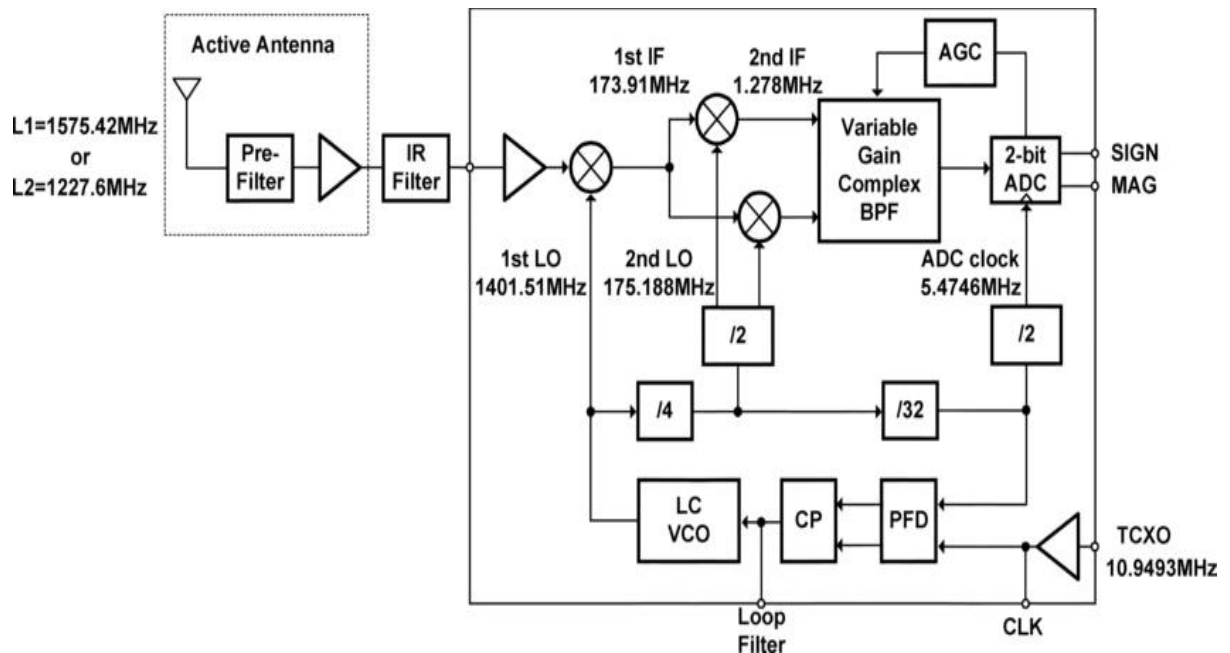 Active Antenna
L1=1575.42MHz
or
L2=1227.6MHz
Pre-
Filter
IR
Filter
1st IF
173.91MHz
2nd IF
1.278MHz
AGC
Variable
Gain
Complex
BPF
2-bit
ADC
SIGN
MAG
1st LO
1401.51MHz
2nd LO
175.188MHz
ADC clock
5.4746MHz
/2
/2
/4
/32
LC
VCO
CP
PFD
TCXO
10.9493MHz
Loop
Filter
CLK